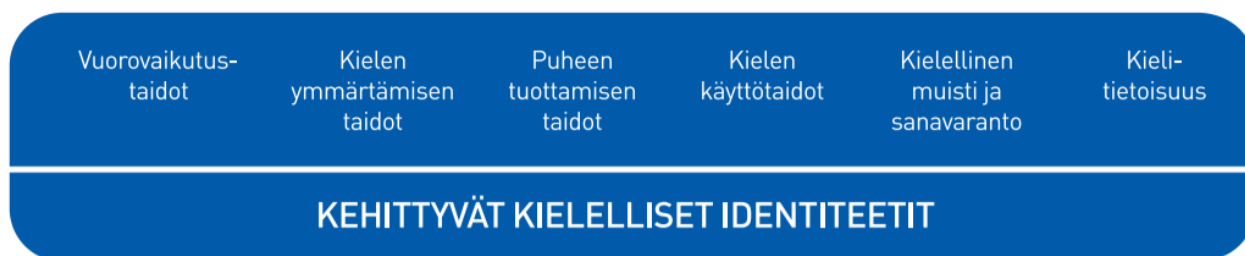 Vuorovaikutus-
taidot
Kielen
ymmärtämisen
taidot
Puheen
tuottamisen
taidot
Kielen
käyttötaidot
Kielellinen
muisti ja
sanavaranto
Kieli-
tietoisuus
KEHITTYVÄT KIELELLISET IDENTITEETIT